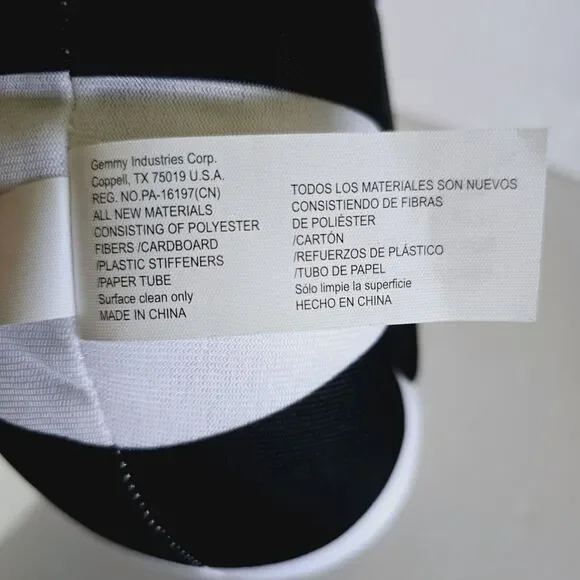 Gemmy Industries Corp.
Coppell, TX 75019 U.S.A.
REG. NO.PA-16197(CN)
ALL NEW MATERIALS
CONSISTING OF POLYESTER
FIBERS /CARDBOARD
/PLASTIC STIFFENERS
/PAPER TUBE
Surface clean only
MADE IN CHINA
TODOS LOS MATERIALES SON NUEVOS
CONSISTIENDO DE FIBRAS
DE POLIÉSTER
/CARTÓN
/REFUERZOS DE PLÁSTICO
/TUBO DE PAPEL
Sólo limpie la superficie
HECHO EN CHINA